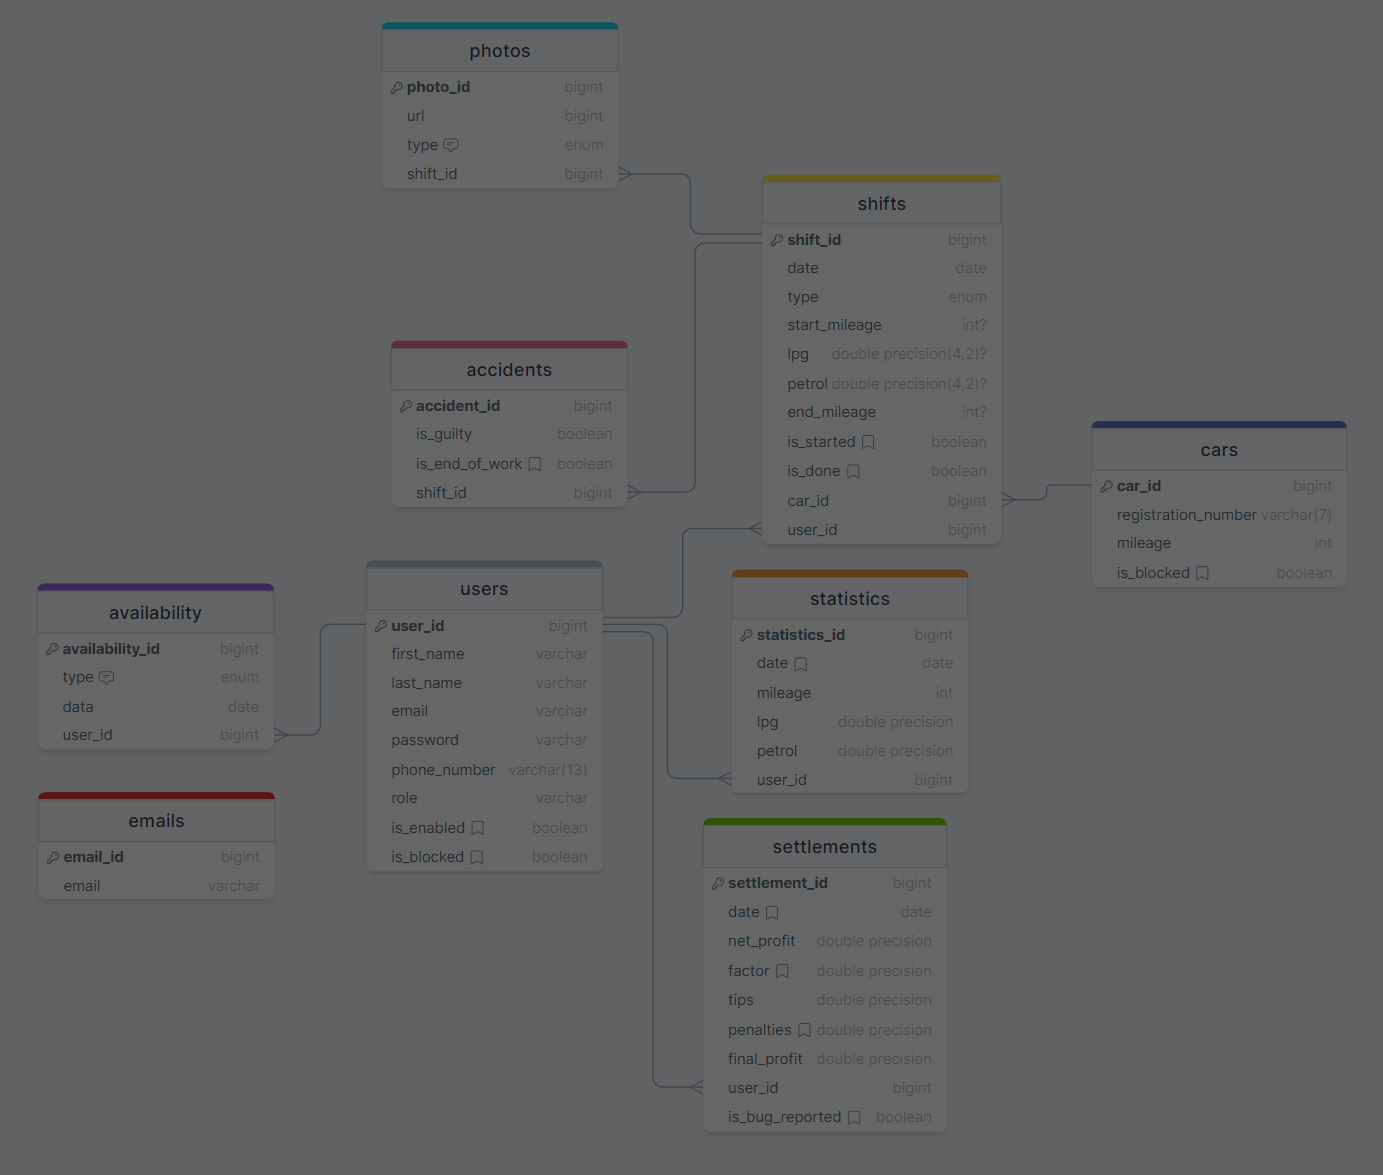 photos
photo_id bigint
url bigint
type enum
shift_id bigint
shifts
shift_id bigint
date date
type enum
start_mileage int?
lpg double precision(4,2)?
petrol double precision(4,2)?
end_mileage int?
is_started boolean
is_done boolean
car_id bigint
user_id bigint
accidents
accident_id bigint
is_guilty boolean
is_end_of_work boolean
shift_id bigint
cars
car_id bigint
registration_number varchar(7)
mileage int
is_blocked boolean
users
user_id bigint
first_name varchar
last_name varchar
email varchar
password varchar
phone_number varchar(13)
role varchar
is_enabled boolean
is_blocked boolean
availability
availability_id bigint
type enum
data date
user_id bigint
statistics
statistics_id bigint
date date
mileage int
lpg double precision
petrol double precision
user_id bigint
emails
email_id bigint
email varchar
settlements
settlement_id bigint
date date
net_profit double precision
factor double precision
tips double precision
penalties double precision
final_profit double precision
user_id bigint
is_bug_reported boolean